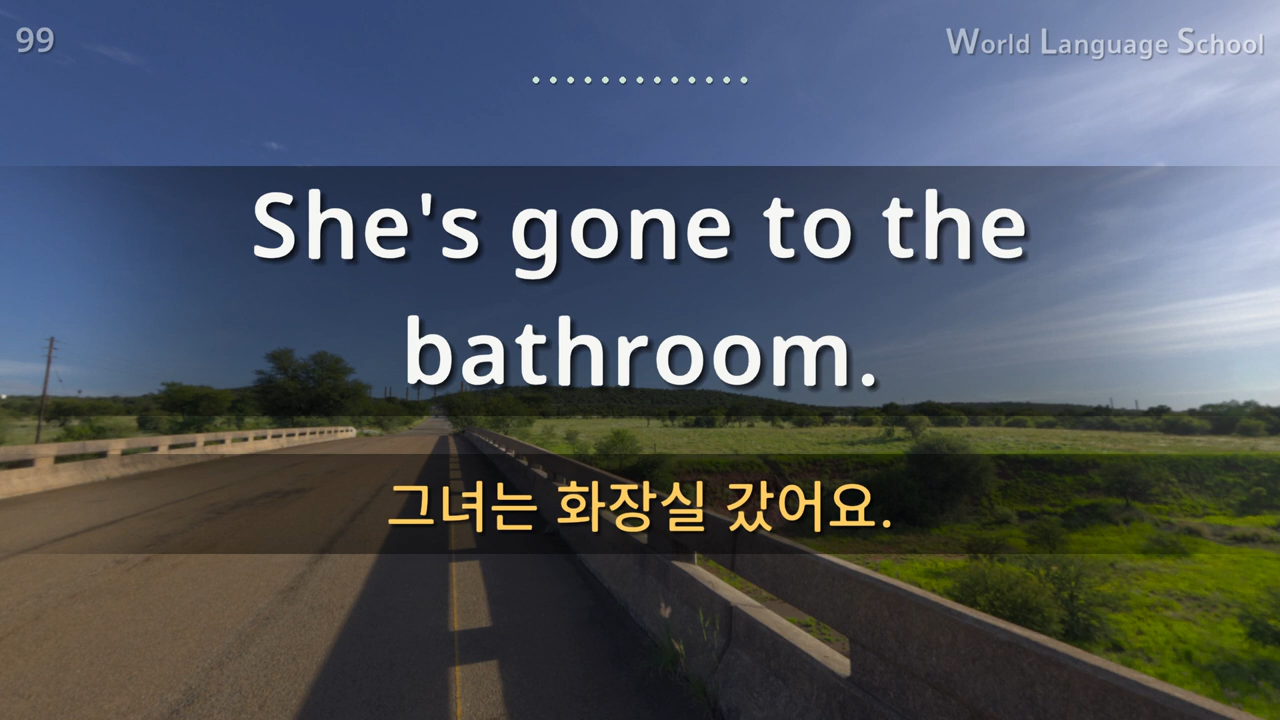 99
World Language School
She's gone to the
bathroom.
그녀는 화장실 갔어요.